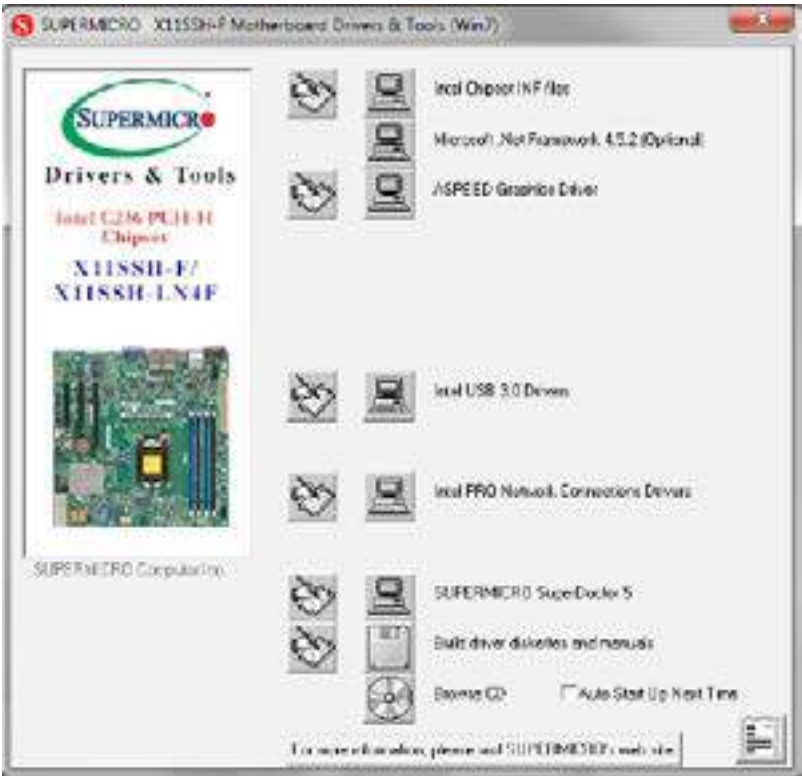 SUPERMICRO X11SSH-F Motherboard Drivers & Tools (Win7)
SUPERMICRO
Drivers & Tools
Intel C236 PCH-H
Chipset
X11SSH-F/
X11SSH-LN4F
SUPERMICRO Computer Inc.
Intel Chipset INF files
Microsoft .Net Framework 4.5.2 (Optional)
ASPEED Graphics Driver
Intel USB 3.0 Drivers
Intel PRO Network Connections Drivers
SUPERMICRO SuperDoctor 5
Build driver diskettes and manuals
Browse CD
Auto Start Up Next Time
For more information, please visit SUPERMICRO's web site